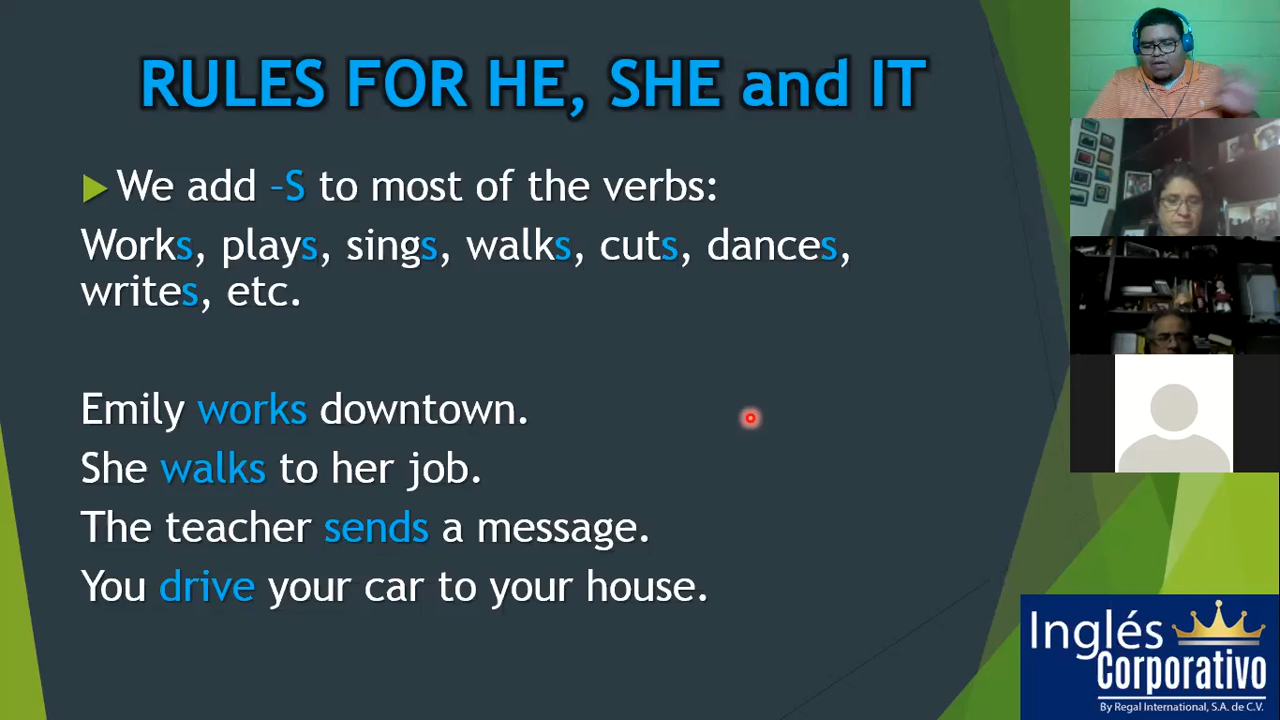 RULES FOR HE, SHE and IT
We add –S to most of the verbs:
Works, plays, sings, walks, cuts, dances,
writes, etc.
Emily works downtown.
She walks to her job.
The teacher sends a message.
You drive your car to your house.
Inglés
Corporativo
By Regal International, S.A. de C.V.